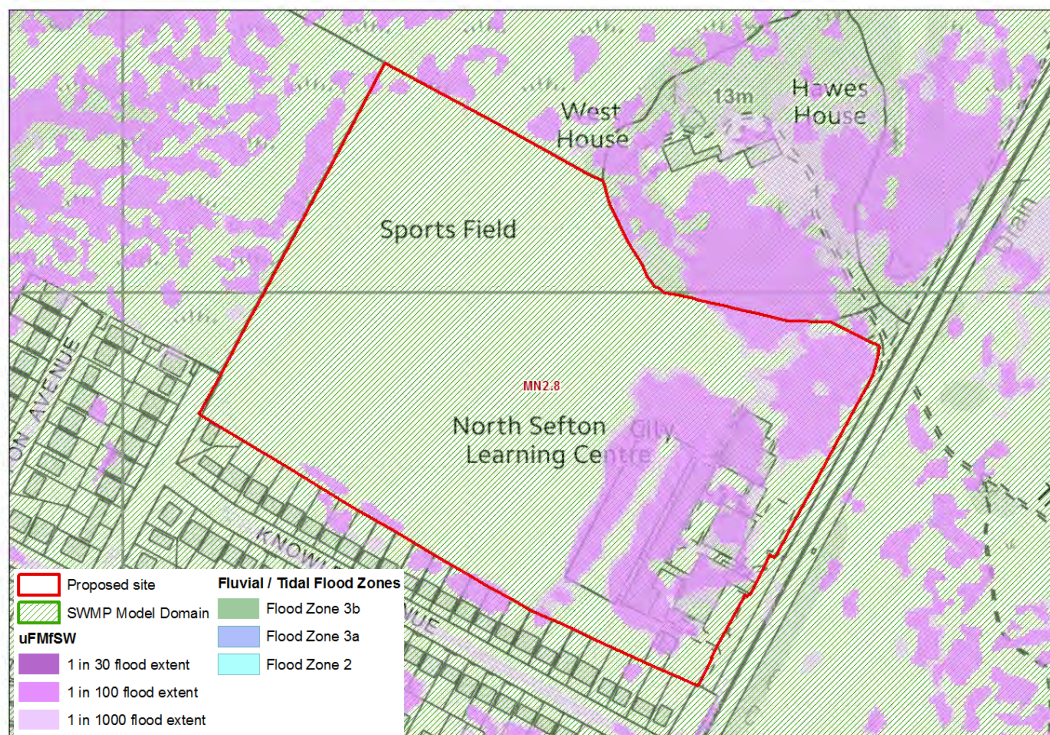 West
House
13m
Hawes
House
Drain
Sports Field
MN2.8
North Sefton
Learning Centre
ON AVENUE
Proposed site
SWMP Model Domain
uFMfSW
1 in 30 flood extent
1 in 100 flood extent
1 in 1000 flood extent
Fluvial / Tidal Flood Zones
Flood Zone 3b
Flood Zone 3a
Flood Zone 2